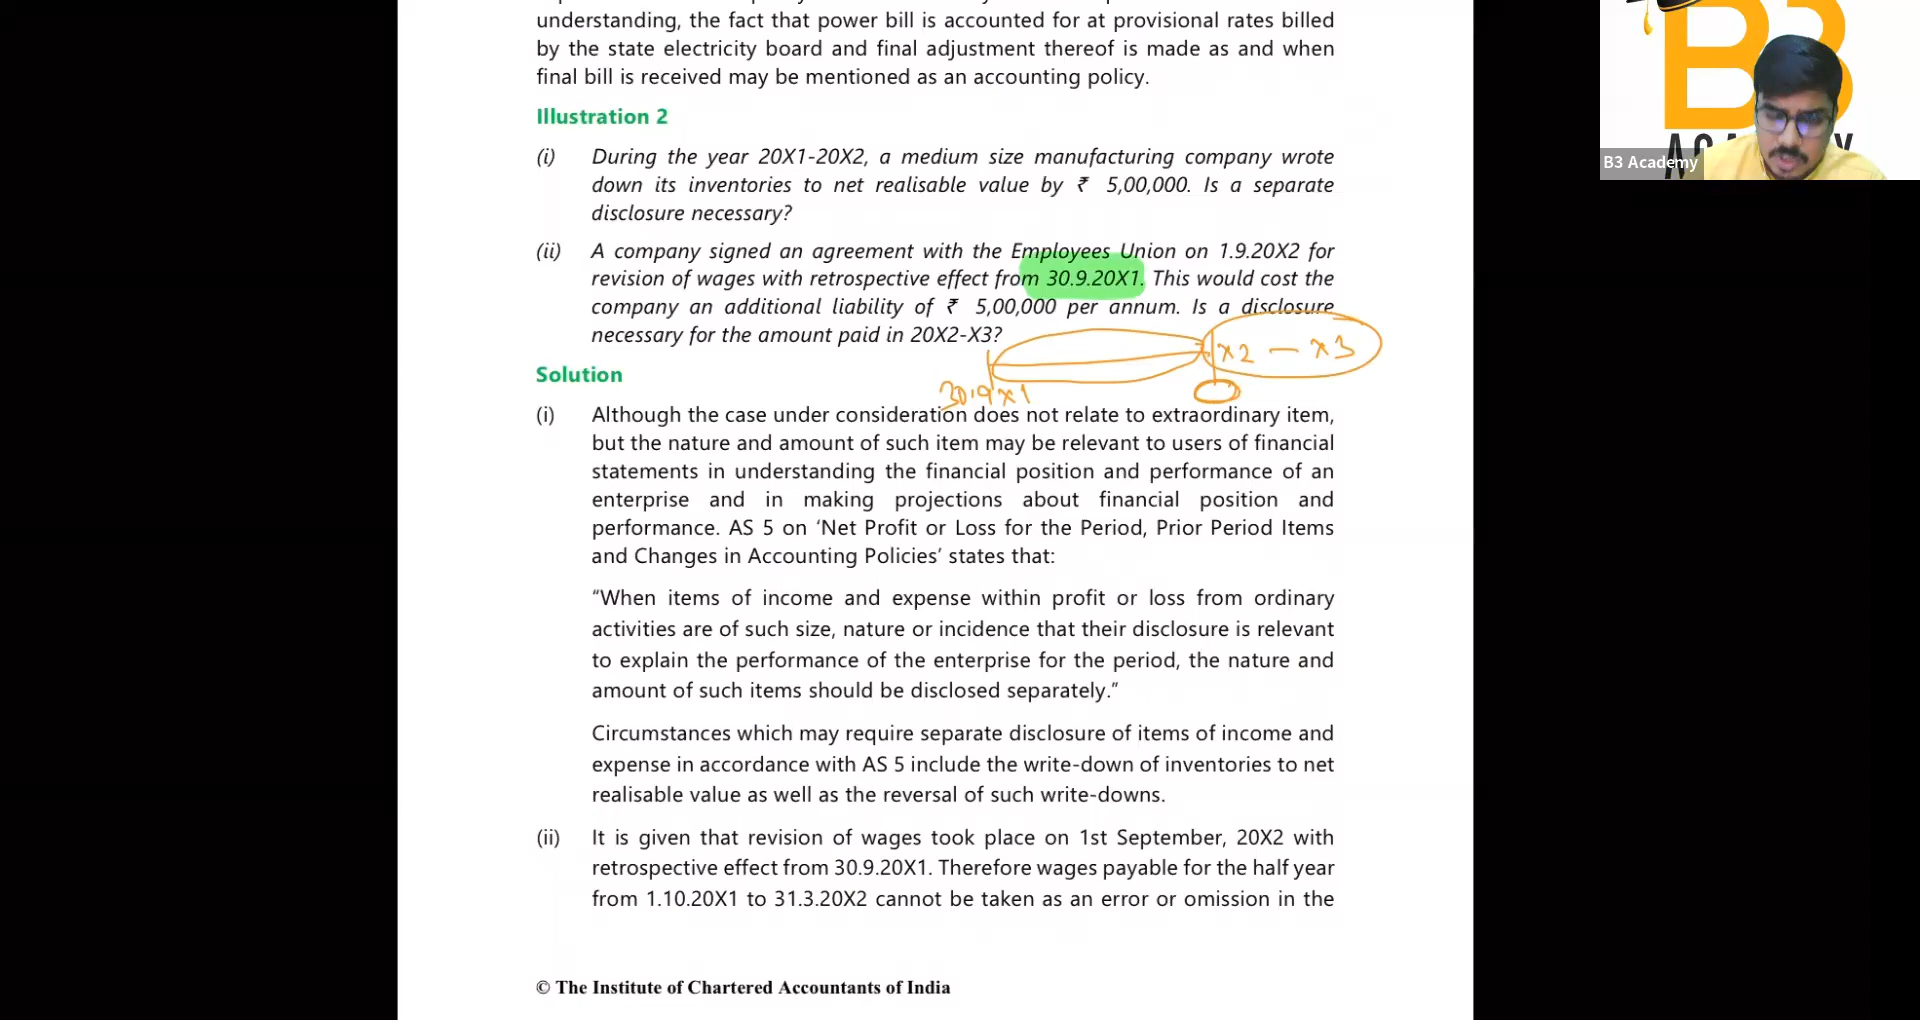 understanding, the fact that power bill is accounted for at provisional rates billed
by the state electricity board and final adjustment thereof is made as and when
final bill is received may be mentioned as an accounting policy.
Illustration 2
(i) During the year 20X1-20X2, a medium size manufacturing company wrote
down its inventories to net realisable value by ₹ 5,00,000. Is a separate
disclosure necessary?
(ii) A company signed an agreement with the Employees Union on 1.9.20X2 for
revision of wages with retrospective effect from 30.9.20X1. This would cost the
company an additional liability of ₹ 5,00,000 per annum. Is a disclosure
necessary for the amount paid in 20X2-X3?
x2 — x3
Solution
30.9 x1
(i) Although the case under consideration does not relate to extraordinary item,
but the nature and amount of such item may be relevant to users of financial
statements in understanding the financial position and performance of an
enterprise and in making projections about financial position and
performance. AS 5 on ‘Net Profit or Loss for the Period, Prior Period Items
and Changes in Accounting Policies’ states that:
“When items of income and expense within profit or loss from ordinary
activities are of such size, nature or incidence that their disclosure is relevant
to explain the performance of the enterprise for the period, the nature and
amount of such items should be disclosed separately.”
Circumstances which may require separate disclosure of items of income and
expense in accordance with AS 5 include the write-down of inventories to net
realisable value as well as the reversal of such write-downs.
(ii) It is given that revision of wages took place on 1st September, 20X2 with
retrospective effect from 30.9.20X1. Therefore wages payable for the half year
from 1.10.20X1 to 31.3.20X2 cannot be taken as an error or omission in the
© The Institute of Chartered Accountants of India
B3
B3 Academy